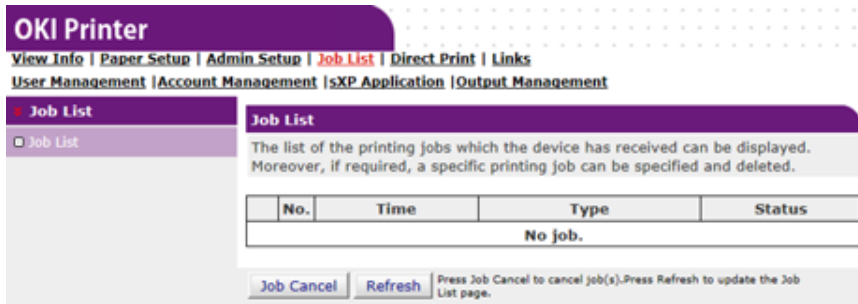 OKI Printer
View Info | Paper Setup | Admin Setup | Job List | Direct Print | Links
User Management |Account Management |sXP Application |Output Management
Job List
Job List
Job List
The list of the printing jobs which the device has received can be displayed.
Moreover, if required, a specific printing job can be specified and deleted.
No. Time Type Status
No job.
Job Cancel Refresh Press Job Cancel to cancel job(s).Press Refresh to update the Job
List page.